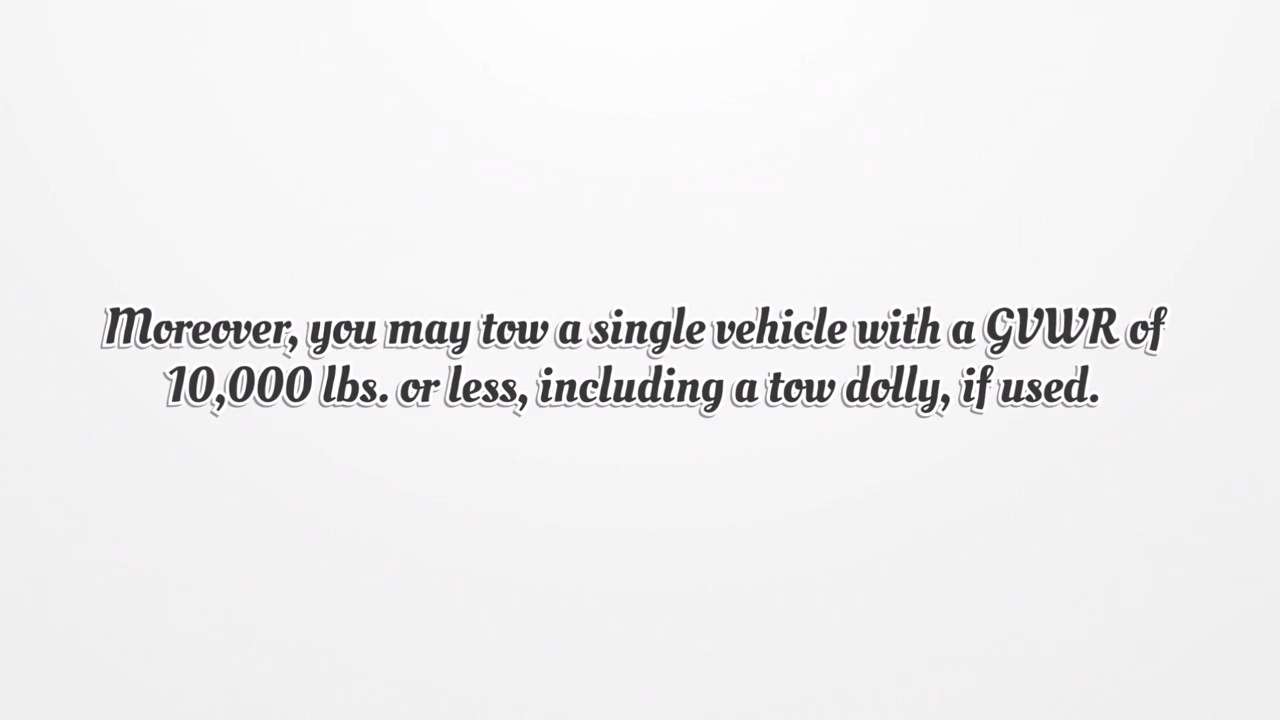 Moreover, you may tow a single vehicle with a GVWR of
10,000 lbs. or less, including a tow dolly, if used.